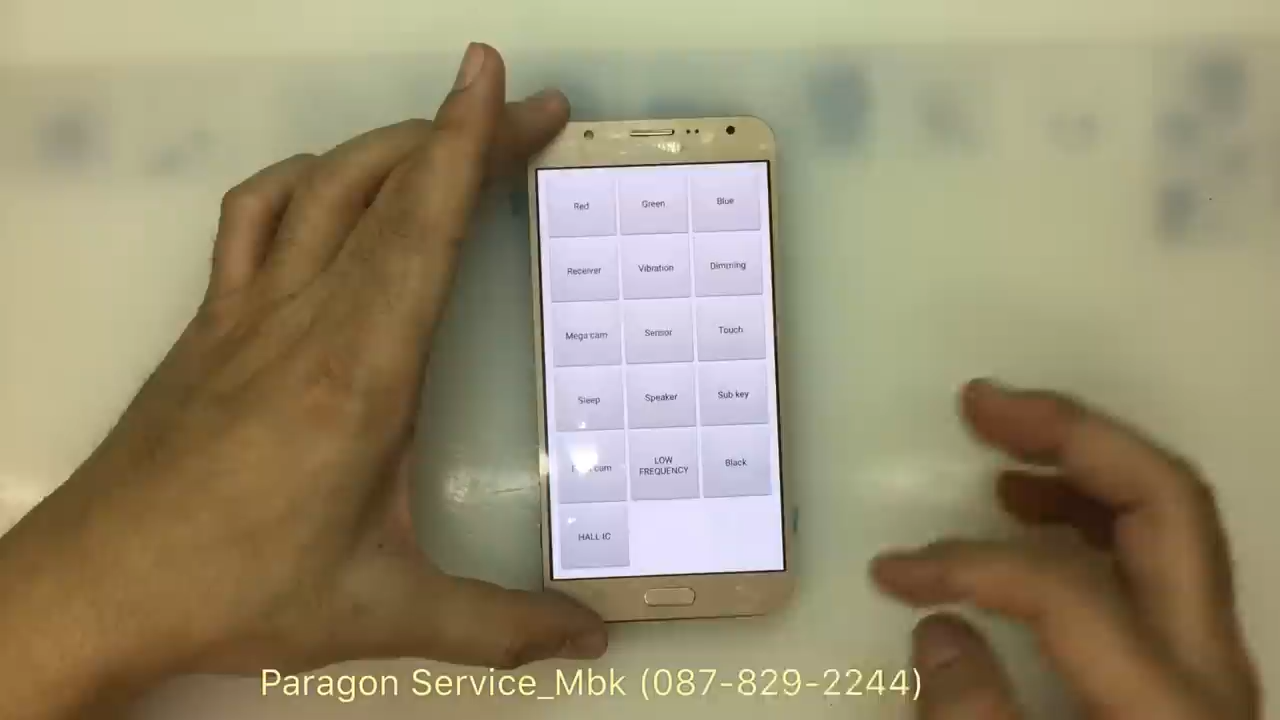 Red Green Blue
Receiver Vibration Dimming
Mega cam Sensor Touch
Sleep Speaker Sub key
cam LOW FREQUENCY Black
HALL IC
Paragon Service_Mbk (087-829-2244)